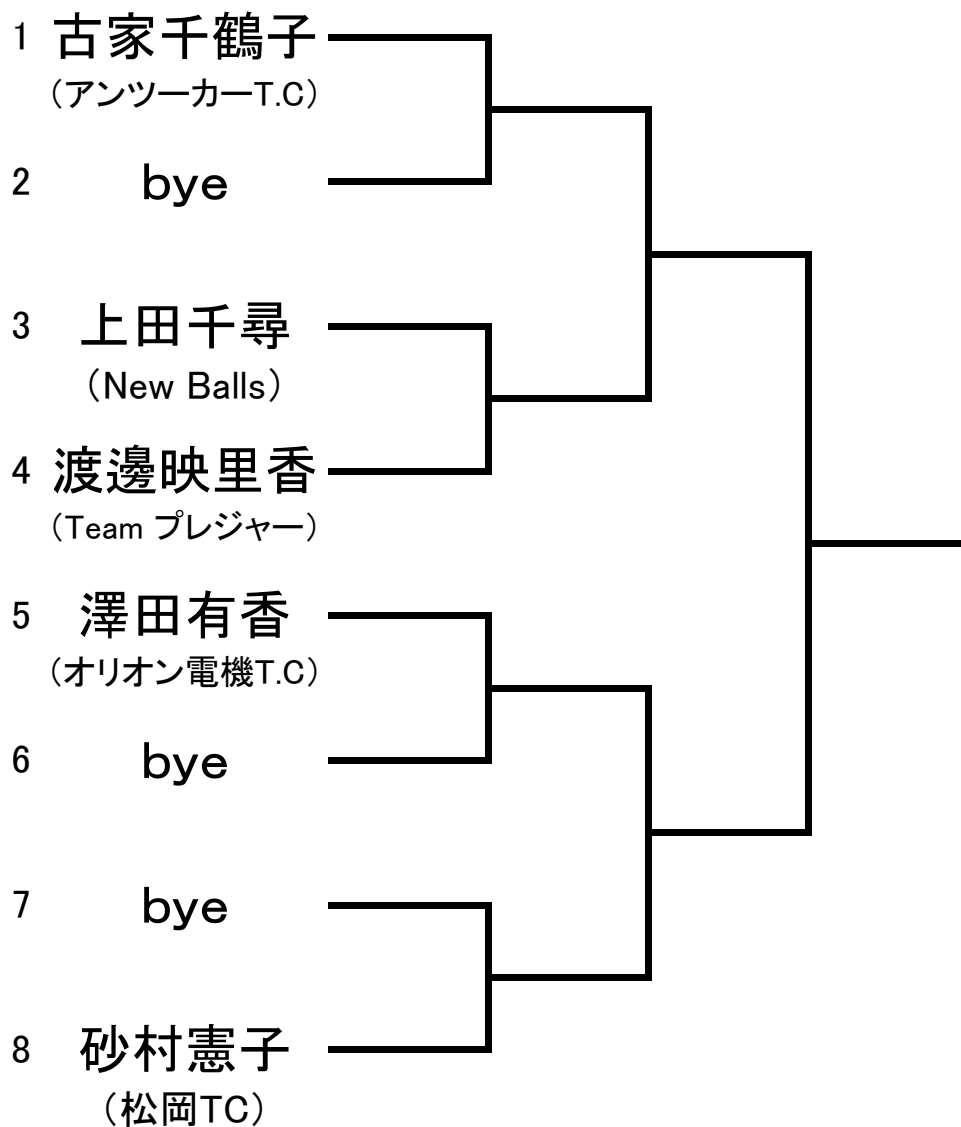 1 古家千鶴子
（アンツーカーT.C）
2 bye
3 上田千尋
（New Balls）
4 渡邊映里香
（Team プレジャー）
5 澤田有香
（オリオン電機T.C）
6 bye
7 bye
8 砂村憲子
（松岡TC）